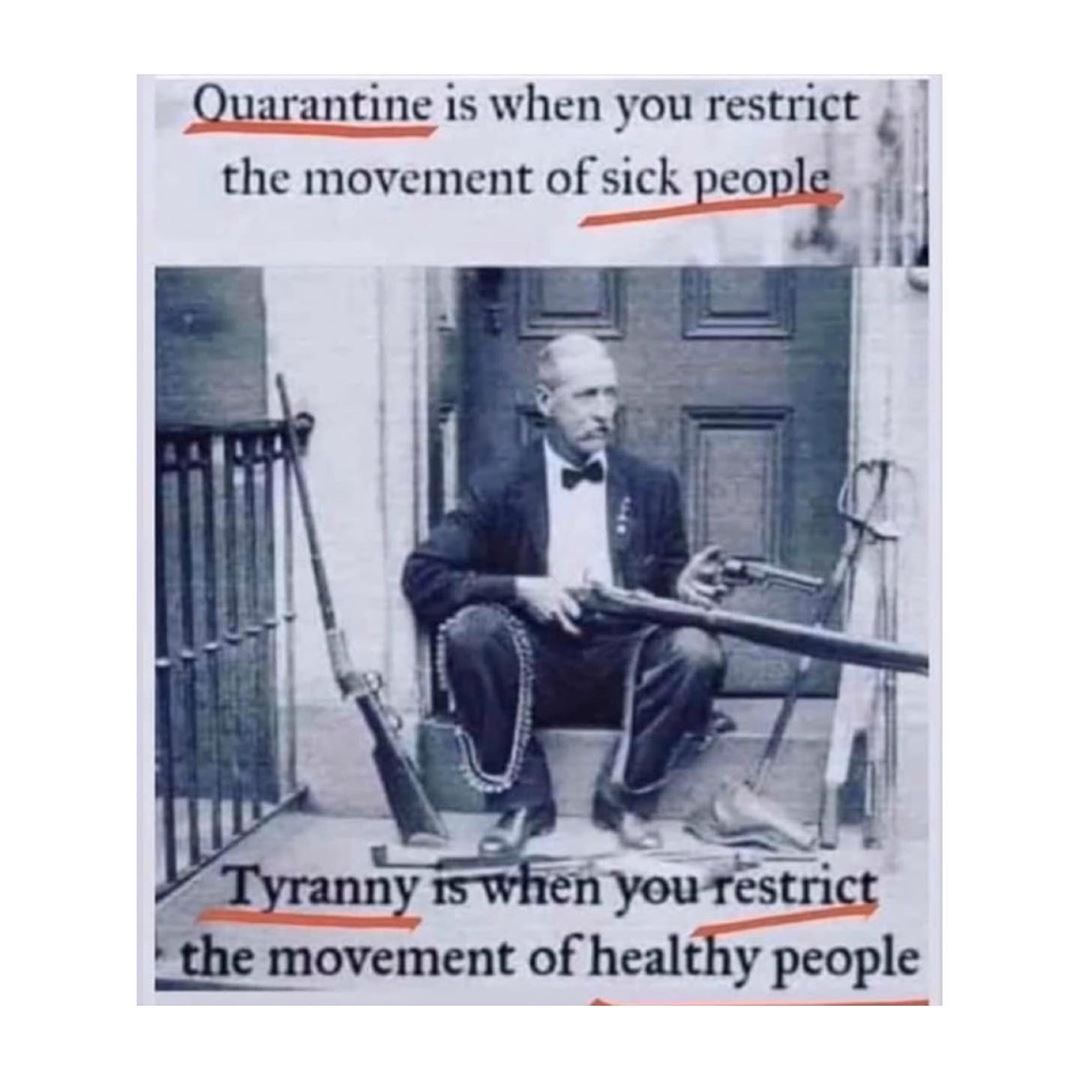 Quarantine is when you restrict
the movement of sick people
Tyranny is when you restrict
the movement of healthy people